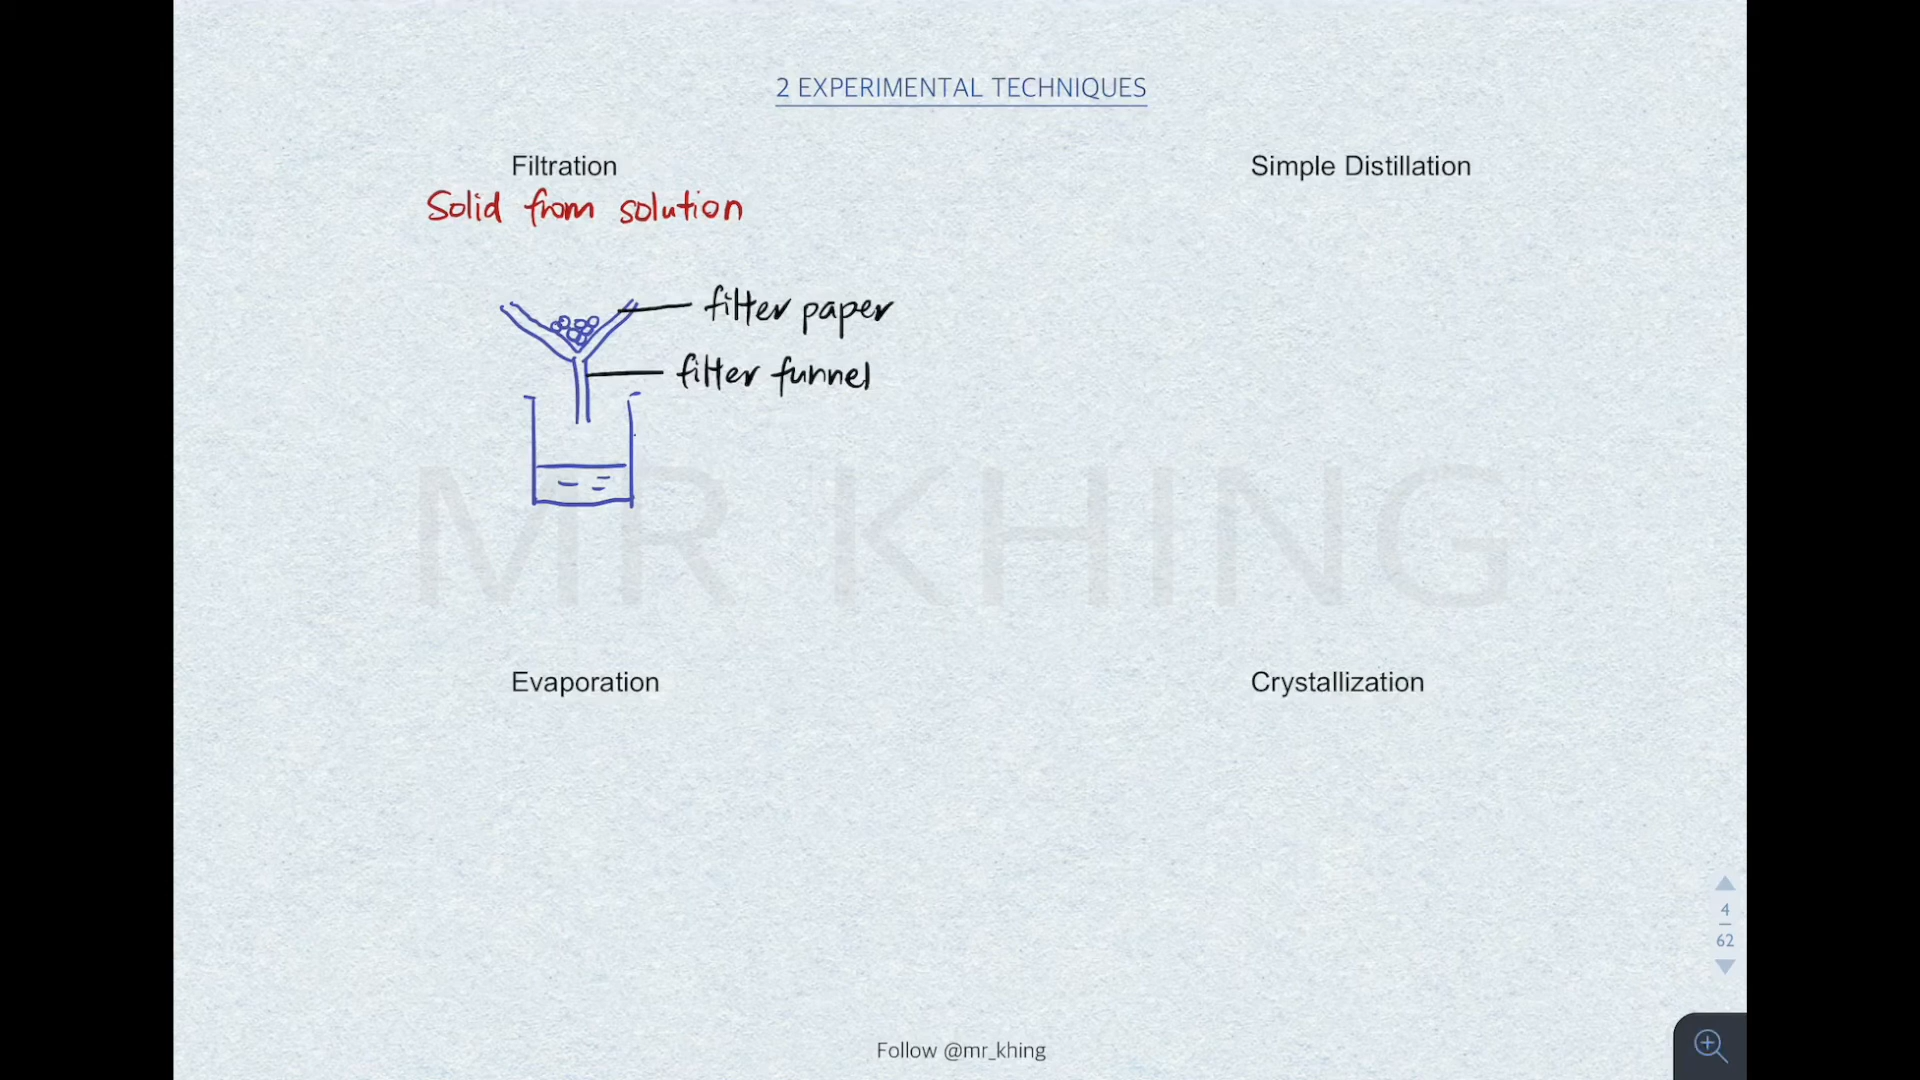 2 EXPERIMENTAL TECHNIQUES
Filtration
Solid from solution
filter paper
filter funnel
Simple Distillation
MR KHING
Evaporation
Crystallization
4
62
Follow @mr_khing